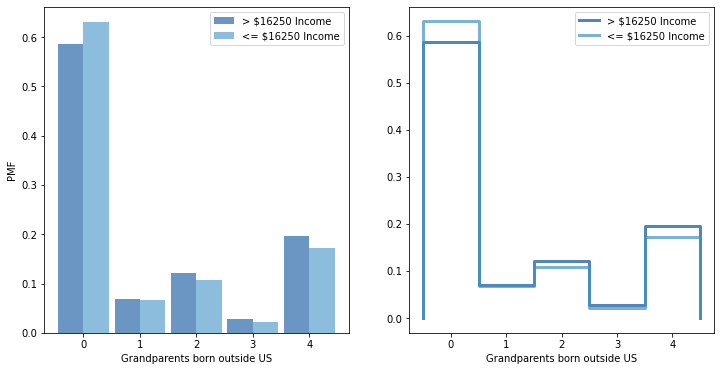 > $16250 Income
<= $16250 Income
PMF
0.6
0.5
0.4
0.3
0.2
0.1
0.0
0 1 2 3 4
Grandparents born outside US
> $16250 Income
<= $16250 Income
0.6
0.5
0.4
0.3
0.2
0.1
0.0
0 1 2 3 4
Grandparents born outside US